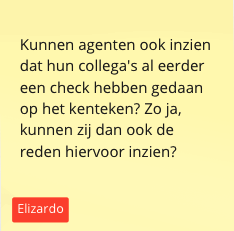 Kunnen agenten ook inzien
dat hun collega's al eerder
een check hebben gedaan
op het kenteken? Zo ja,
kunnen zij dan ook de
reden hiervoor inzien?
Elizardo